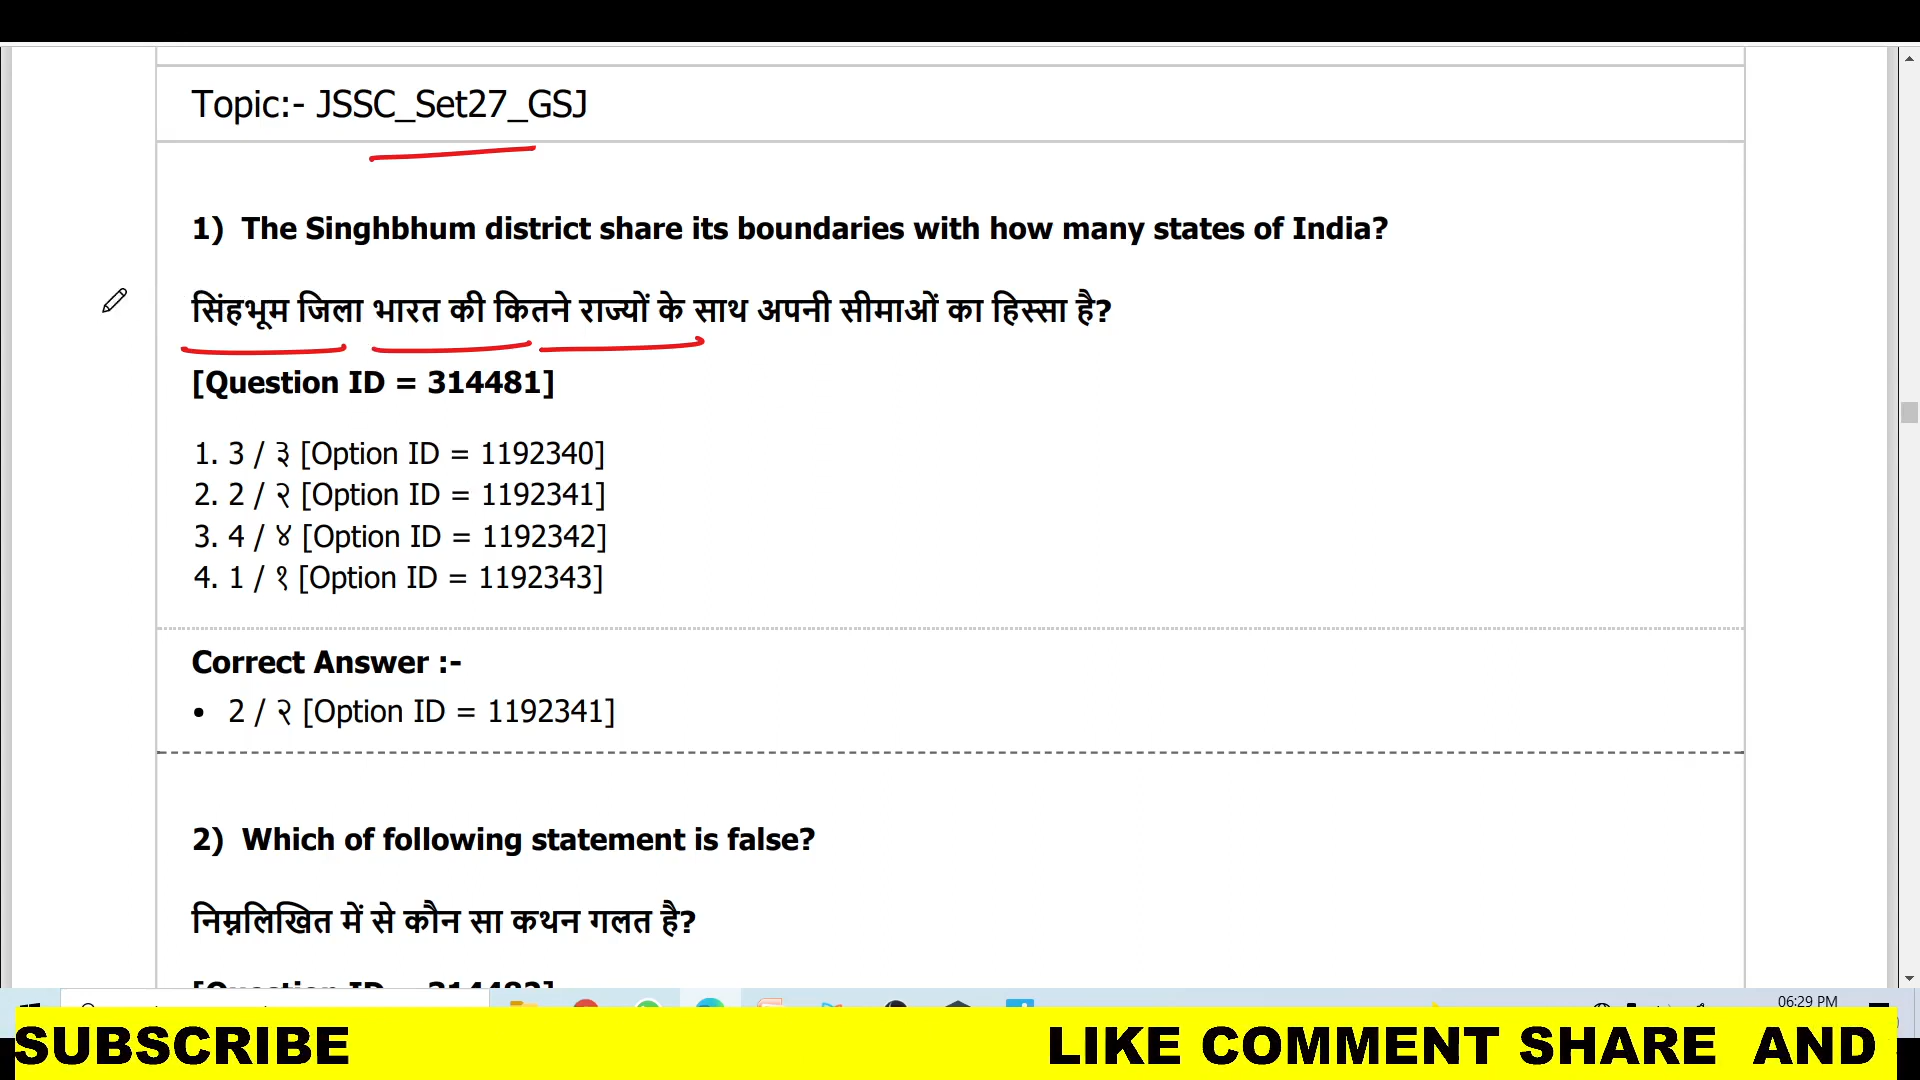 Topic:- JSSC_Set27_GSJ
1) The Singhbhum district share its boundaries with how many states of India?
सिंहभूम जिला भारत की कितने राज्यों के साथ अपनी सीमाओं का हिस्सा है?
[Question ID = 314481]
1. 3 / ३ [Option ID = 1192340]
2. 2 / २ [Option ID = 1192341]
3. 4 / ४ [Option ID = 1192342]
4. 1 / १ [Option ID = 1192343]
Correct Answer :-
• 2 / २ [Option ID = 1192341]
2) Which of following statement is false?
निम्नलिखित में से कौन सा कथन गलत है?
[Question ID = 314482]
06:29 PM
SUBSCRIBE LIKE COMMENT SHARE AND